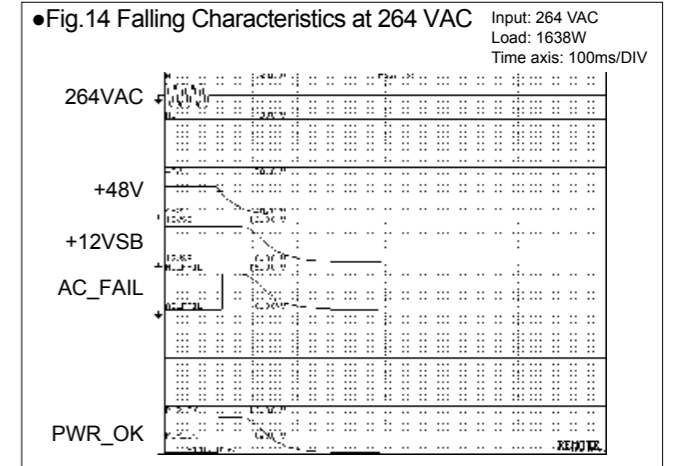 ●Fig.14 Falling Characteristics at 264 VAC
Input: 264 VAC
Load: 1638W
Time axis: 100ms/DIV
264VAC
+48V
+12VSB
AC_FAIL
PWR_OK
REMOTE